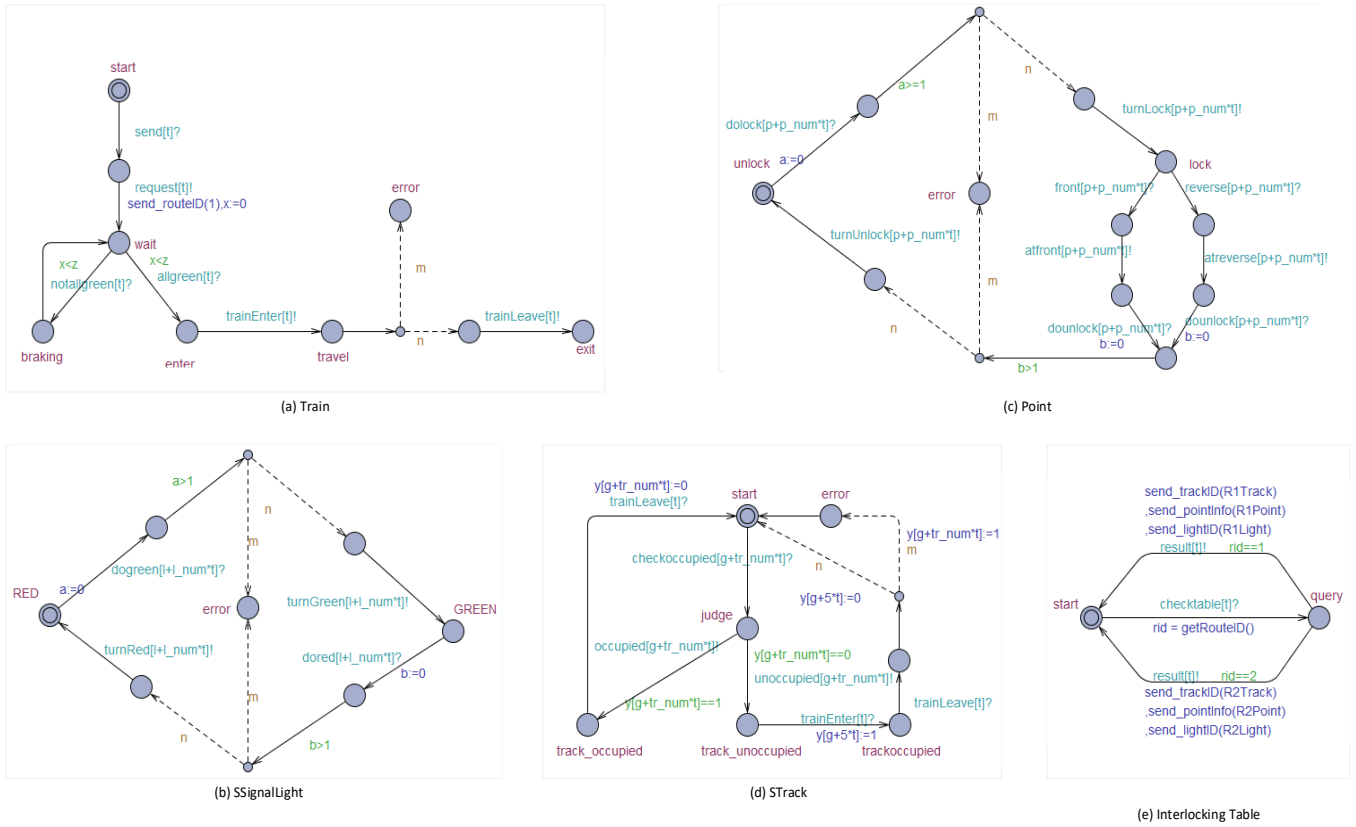 start
send[t]?
request[t]!
send_routeID(1),x:=0
wait
x<z
x<z
notallgreen[t]?
allgreen[t]?
error
m
trainEnter[t]!
n
trainLeave[t]!
braking
enter
travel
exit
(a) Train
a>=1
n
m
dolock[p+p_num*t]?
a:=0
turnLock[p+p_num*t]!
unlock
lock
error
front[p+p_num*t]?
reverse[p+p_num*t]?
turnUnlock[p+p_num*t]!
atfront[p+p_num*t]!
atreverse[p+p_num*t]!
m
n
dounlock[p+p_num*t]?
dounlock[p+p_num*t]?
b:=0
b:=0
b>1
(c) Point
a>1
n
m
dogreen[l+l_num*t]?
a:=0
RED
error
turnGreen[l+l_num*t]!
GREEN
turnRed[l+l_num*t]!
dored[l+l_num*t]?
b:=0
m
n
b>1
(b) SSignalLight
y[g+tr_num*t]:=0
trainLeave[t]?
start
error
y[g+tr_num*t]:=1
m
checkoccupied[g+tr_num*t]?
n
y[g+5*t]:=0
judge
occupied[g+tr_num*t]!
y[g+tr_num*t]==0
unoccupied[g+tr_num*t]!
y[g+tr_num*t]==1
trainEnter[t]?
y[g+5*t]:=1
trainLeave[t]?
track_occupied
track_unoccupied
trackoccupied
(d) STrack
send_trackID(R1Track)
,send_pointInfo(R1Point)
,send_lightID(R1Light)
result[t]! rid==1
start
checktable[t]?
rid = getRouteID()
query
result[t]! rid==2
send_trackID(R2Track)
,send_pointInfo(R2Point)
,send_lightID(R2Light)
(e) Interlocking Table